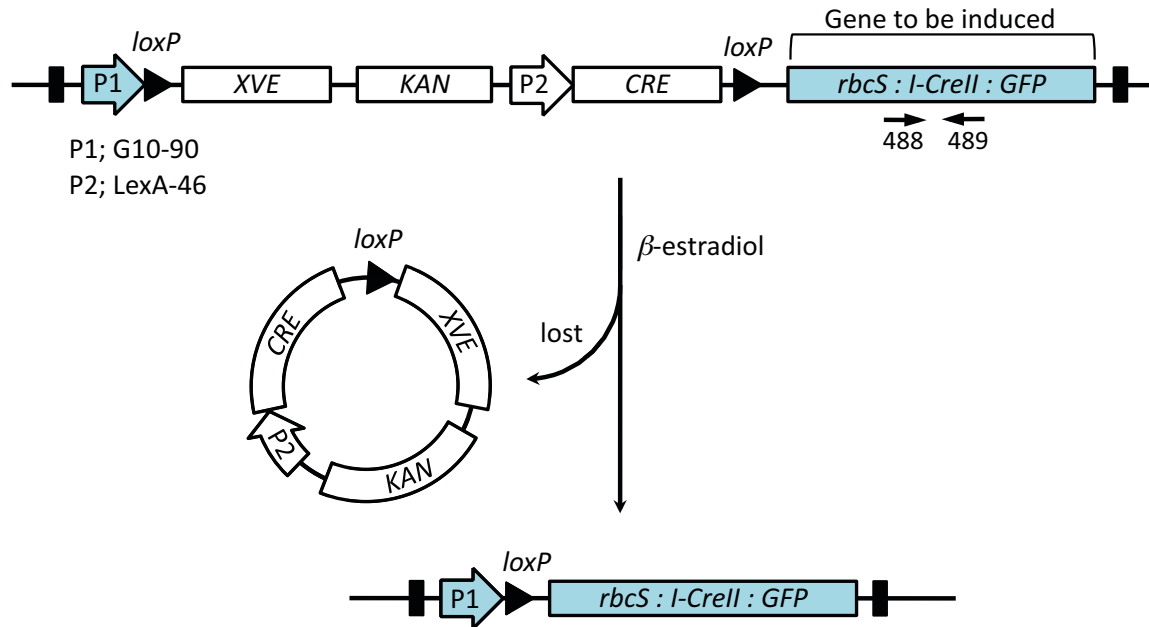 Gene to be induced
loxP
loxP
P1
XVE
KAN
P2
CRE
rbcS : I-CreII : GFP
488
489
P1; G10-90
P2; LexA-46
β-estradiol
lost
loxP
CRE
XVE
P2
KAN
loxP
P1
rbcS : I-CreII : GFP